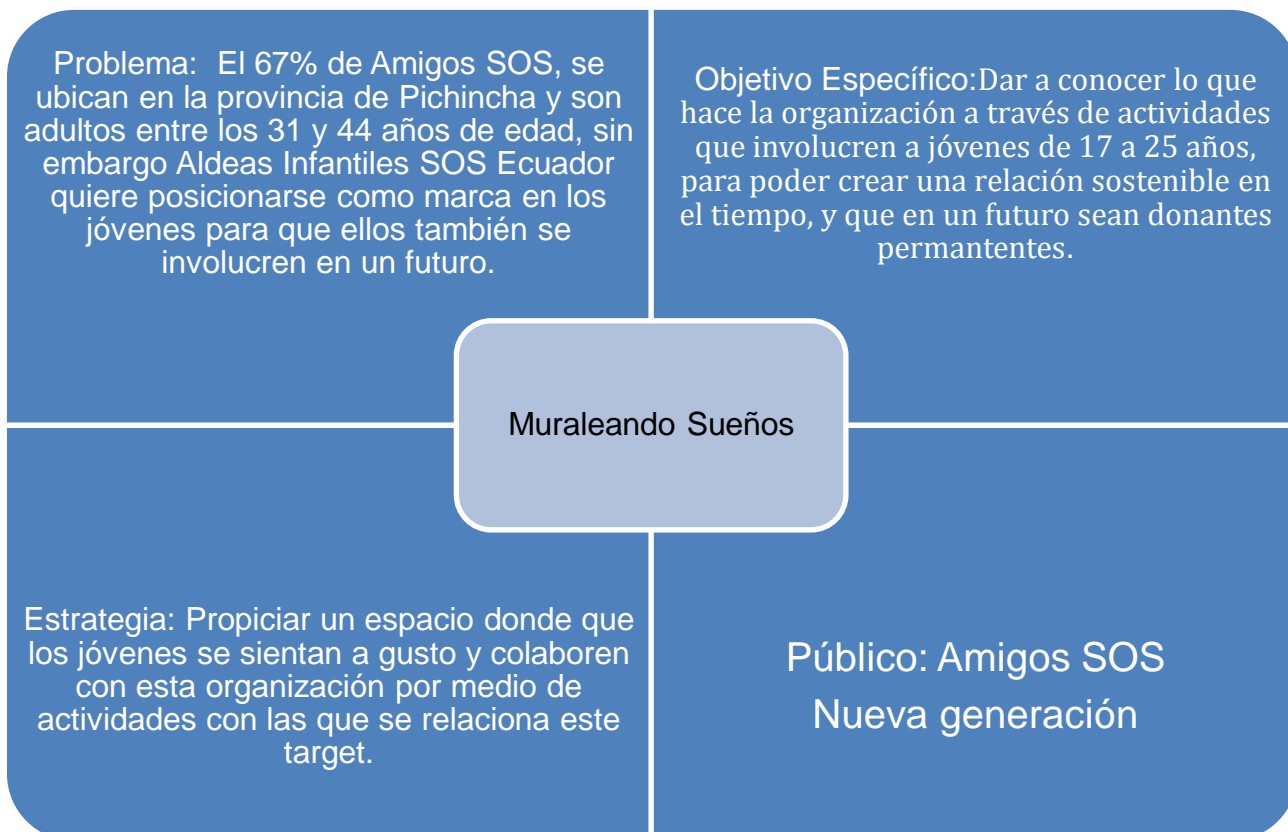 Problema: El 67% de Amigos SOS, se
ubican en la provincia de Pichincha y son
adultos entre los 31 y 44 años de edad, sin
embargo Aldeas Infantiles SOS Ecuador
quiere posicionarse como marca en los
jóvenes para que ellos también se
involucren en un futuro.
Objetivo Específico:Dar a conocer lo que
hace la organización a través de actividades
que involucren a jóvenes de 17 a 25 años,
para poder crear una relación sostenible en
el tiempo, y que en un futuro sean donantes
permantentes.
Muraleando Sueños
Estrategia: Propiciar un espacio donde que
los jóvenes se sientan a gusto y colaboren
con esta organización por medio de
actividades con las que se relaciona este
target.
Público: Amigos SOS
Nueva generación